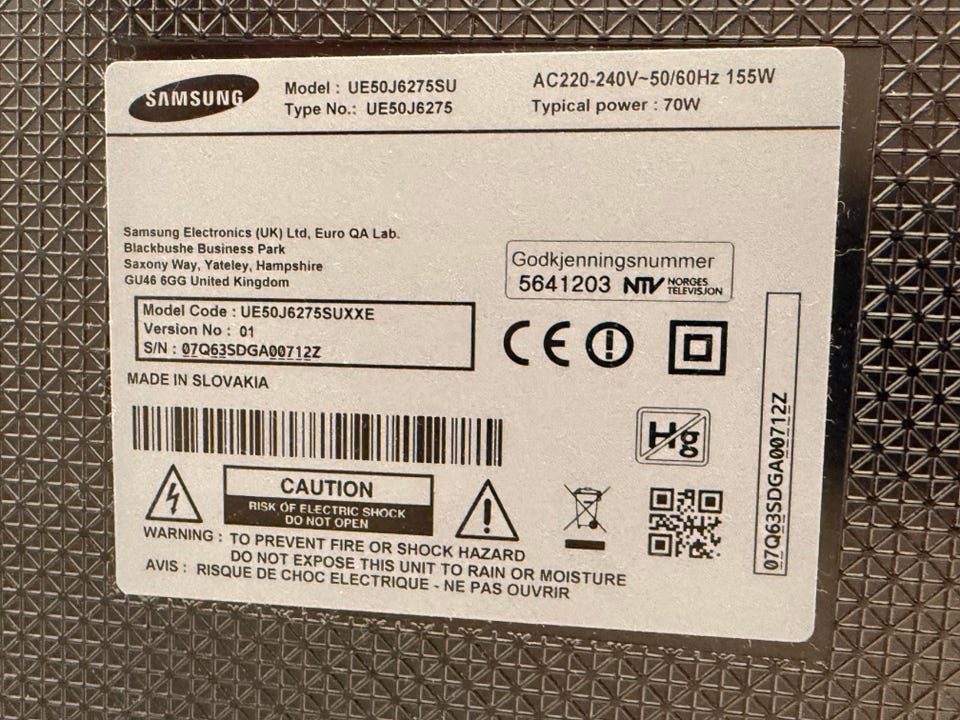 SAMSUNG
Model : UE50J6275SU
Type No.: UE50J6275
AC220-240V~50/60Hz 155W
Typical power : 70W
Samsung Electronics (UK) Ltd, Euro QA Lab.
Blackbushe Business Park
Saxony Way, Yateley, Hampshire
GU46 6GG United Kingdom
Godkjenningsnummer
5641203 NTV NORGES TELEVISJON
Model Code : UE50J6275SUXXE
Version No : 01
S/N : 07Q63SDGA00712Z
MADE IN SLOVAKIA
CE
Hg
CAUTION
RISK OF ELECTRIC SHOCK
DO NOT OPEN
WARNING : TO PREVENT FIRE OR SHOCK HAZARD
DO NOT EXPOSE THIS UNIT TO RAIN OR MOISTURE
AVIS : RISQUE DE CHOC ELECTRIQUE - NE PAS OUVRIR
07Q63SDGA00712Z